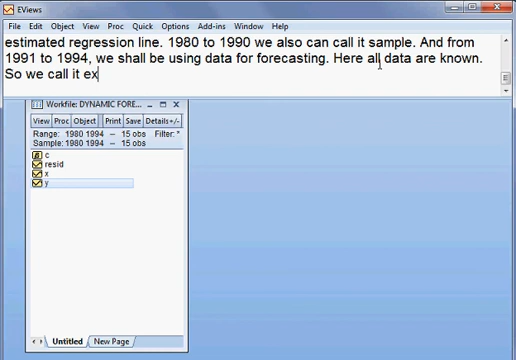 EViews
File Edit Object View Proc Quick Options Add-ins Window Help
estimated regression line. 1980 to 1990 we also can call it sample. And from
1991 to 1994, we shall be using data for forecasting. Here all data are known.
So we call it ex
Workfile: DYNAMIC FORE...
View Proc Object Print Save Details+/-
Range: 1980 1994 – 15 obs Filter: *
Sample: 1980 1994 – 15 obs
c
resid
x
y
Untitled New Page